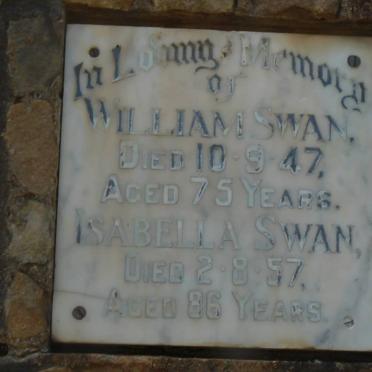 In Loving Memory
of
WILLIAM SWAN,
DIED 10·9·47,
AGED 75 YEARS.
ISABELLA SWAN,
DIED 2·8·57,
AGED 86 YEARS.